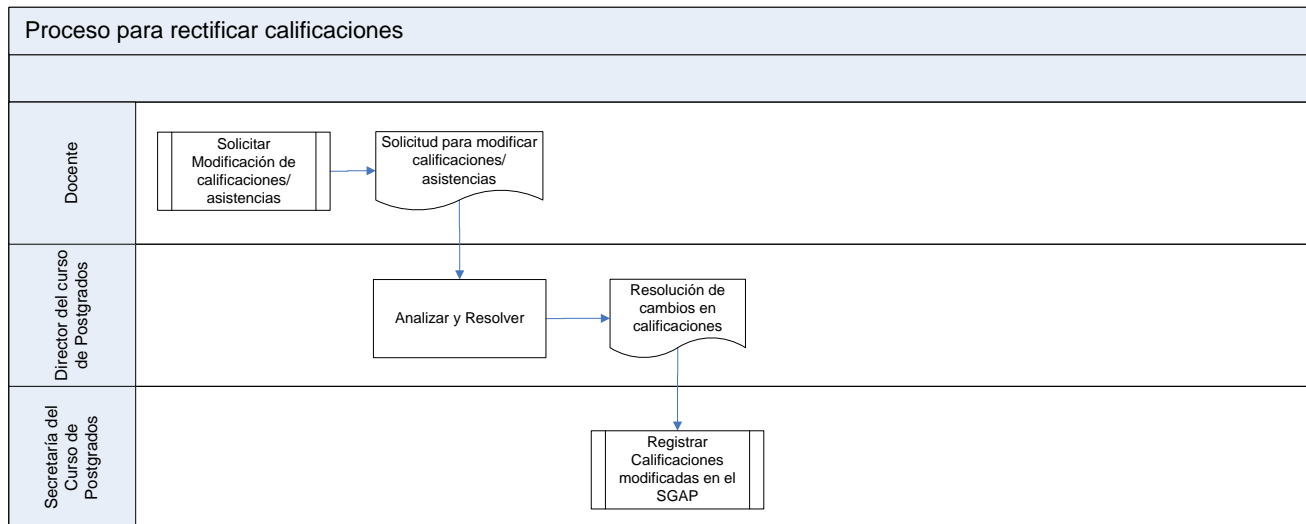 Proceso para rectificar calificaciones
Docente
Solicitar
Modificación de
calificaciones/
asistencias
Solicitud para modificar
calificaciones/
asistencias
Director del curso
de Postgrados
Analizar y Resolver
Resolución de
cambios en
calificaciones
Secretaría del
Curso de
Postgrados
Registrar
Calificaciones
modificadas en el
SGAP